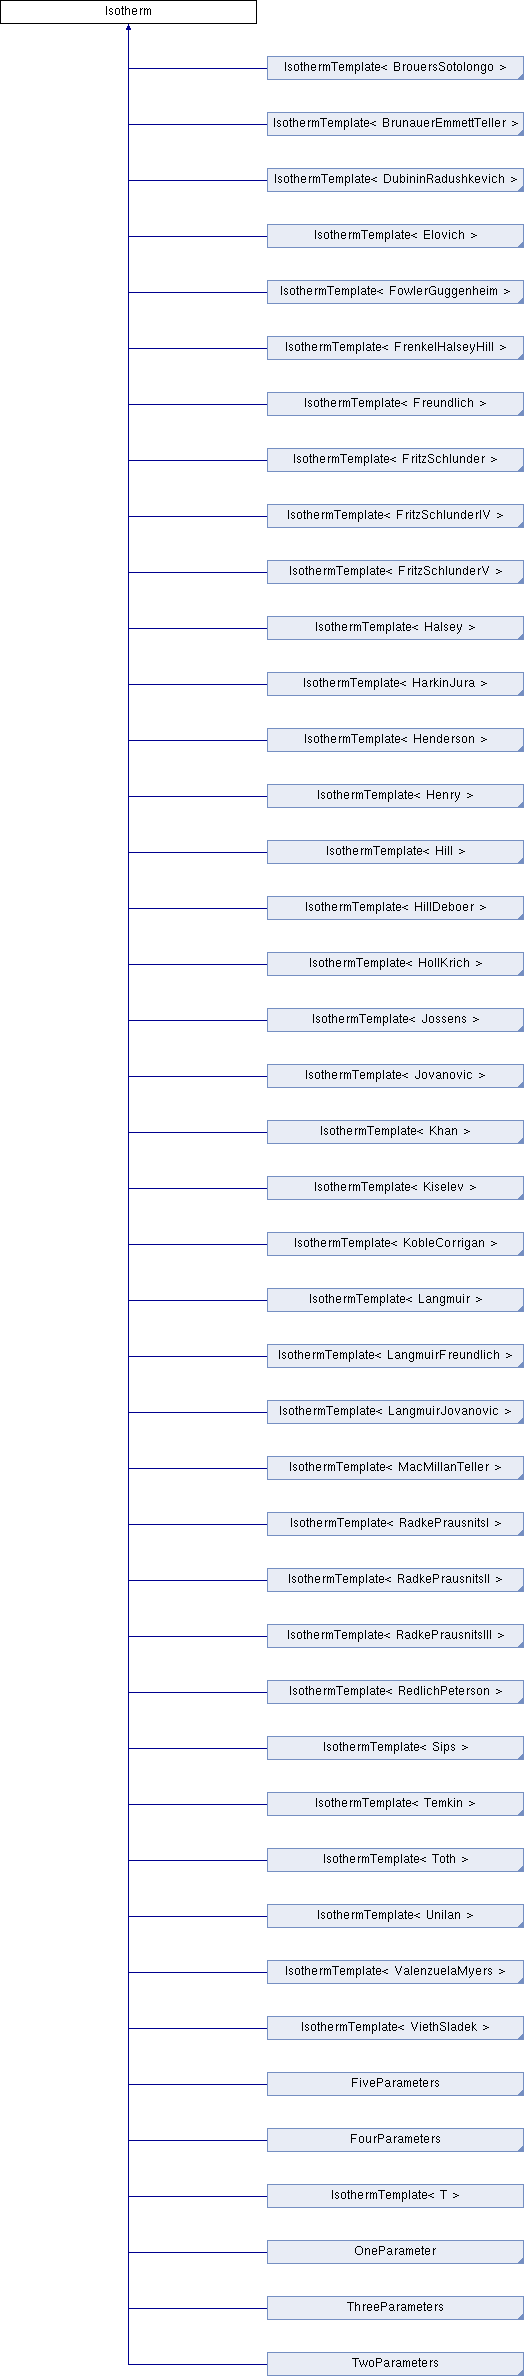 Isotherm
IsothermTemplate< BrouersSotolongo >
IsothermTemplate< BrunauerEmmettTeller >
IsothermTemplate< DubininRadushkevich >
IsothermTemplate< Elovich >
IsothermTemplate< FowlerGuggenheim >
IsothermTemplate< FrenkelHalseyHill >
IsothermTemplate< Freundlich >
IsothermTemplate< FritzSchlunder >
IsothermTemplate< FritzSchlunderIV >
IsothermTemplate< FritzSchlunderV >
IsothermTemplate< Halsey >
IsothermTemplate< HarkinJura >
IsothermTemplate< Henderson >
IsothermTemplate< Henry >
IsothermTemplate< Hill >
IsothermTemplate< HillDeboer >
IsothermTemplate< HollKrich >
IsothermTemplate< Jossens >
IsothermTemplate< Jovanovic >
IsothermTemplate< Khan >
IsothermTemplate< Kiselev >
IsothermTemplate< KobleCorrigan >
IsothermTemplate< Langmuir >
IsothermTemplate< LangmuirFreundlich >
IsothermTemplate< LangmuirJovanovic >
IsothermTemplate< MacMillanTeller >
IsothermTemplate< RadkePrausnitsI >
IsothermTemplate< RadkePrausnitsII >
IsothermTemplate< RadkePrausnitsIII >
IsothermTemplate< RedlichPeterson >
IsothermTemplate< Sips >
IsothermTemplate< Temkin >
IsothermTemplate< Toth >
IsothermTemplate< Unilan >
IsothermTemplate< ValenzuelaMyers >
IsothermTemplate< ViethSladek >
FiveParameters
FourParameters
IsothermTemplate< T >
OneParameter
ThreeParameters
TwoParameters